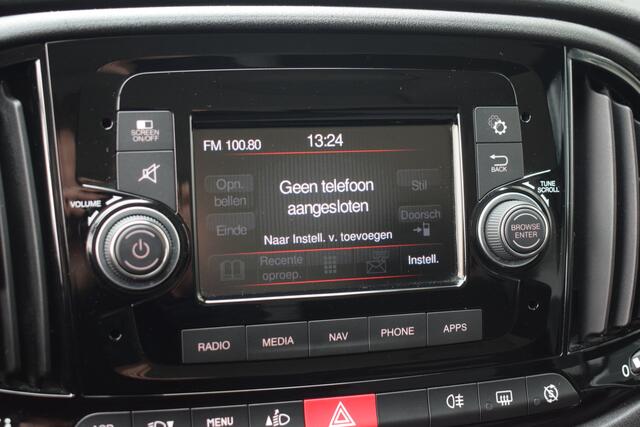 SCREEN
ON/OFF
FM 100.80
13:24
BACK
VOLUME
TUNE
SCROLL
Opn.
bellen
Geen telefoon
aangesloten
Stil
Einde
Doorsch
BROWSE
ENTER
Naar Instell. v. toevoegen
Recente
oproep.
Instell.
RADIO
MEDIA
NAV
PHONE
APPS
MENU
0